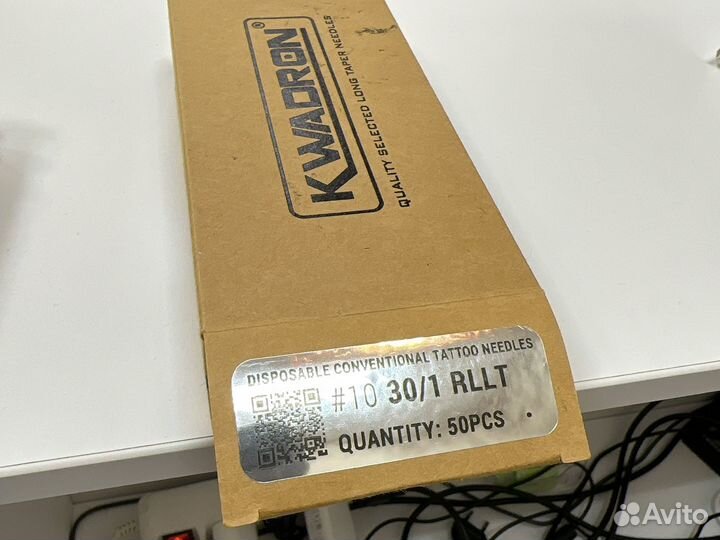 KWADRON®
QUALITY SELECTED LONG TAPER NEEDLES
DISPOSABLE CONVENTIONAL TATTOO NEEDLES
#10 30/1 RLLT
QUANTITY: 50PCS
Avito